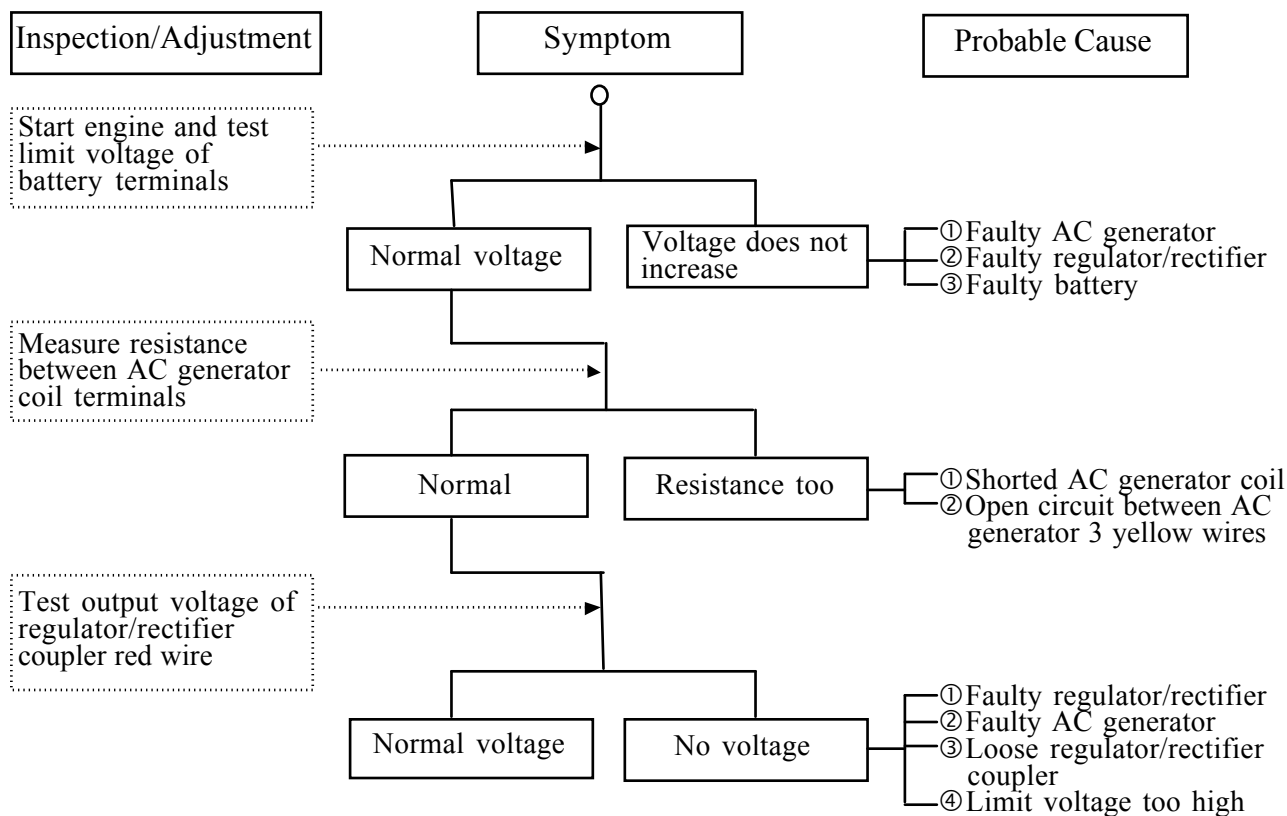 Inspection/Adjustment
Symptom
Probable Cause
Start engine and test
limit voltage of
battery terminals
Normal voltage
Voltage does not
increase
①Faulty AC generator
②Faulty regulator/rectifier
③Faulty battery
Measure resistance
between AC generator
coil terminals
Normal
Resistance too
①Shorted AC generator coil
②Open circuit between AC
generator 3 yellow wires
Test output voltage of
regulator/rectifier
coupler red wire
Normal voltage
No voltage
①Faulty regulator/rectifier
②Faulty AC generator
③Loose regulator/rectifier
coupler
④Limit voltage too high